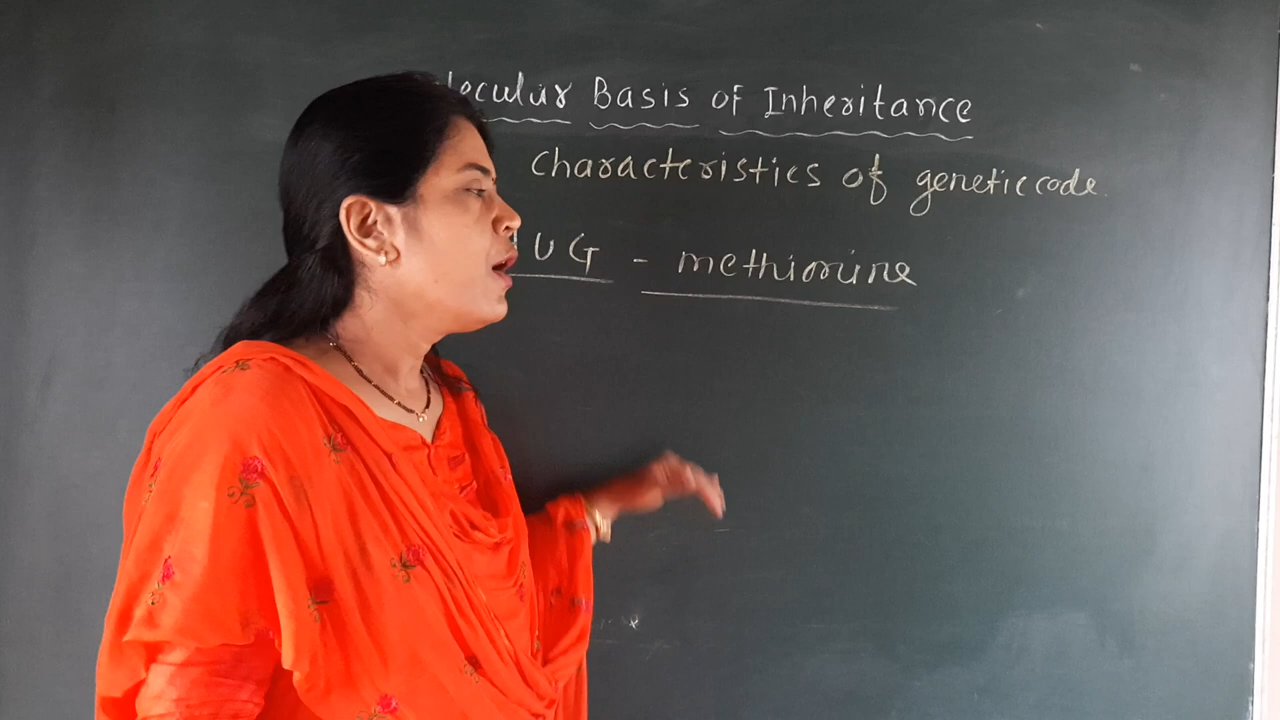 lecular Basis of Inheritance
characteristics of genetic code
UG - methionine